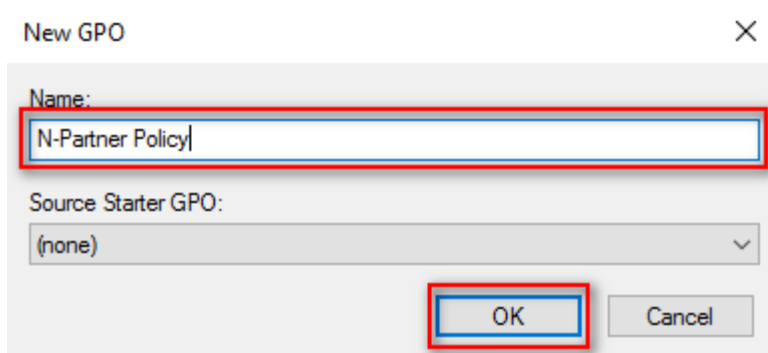 New GPO
Name:
N-Partner Policy
Source Starter GPO:
(none)
OK Cancel